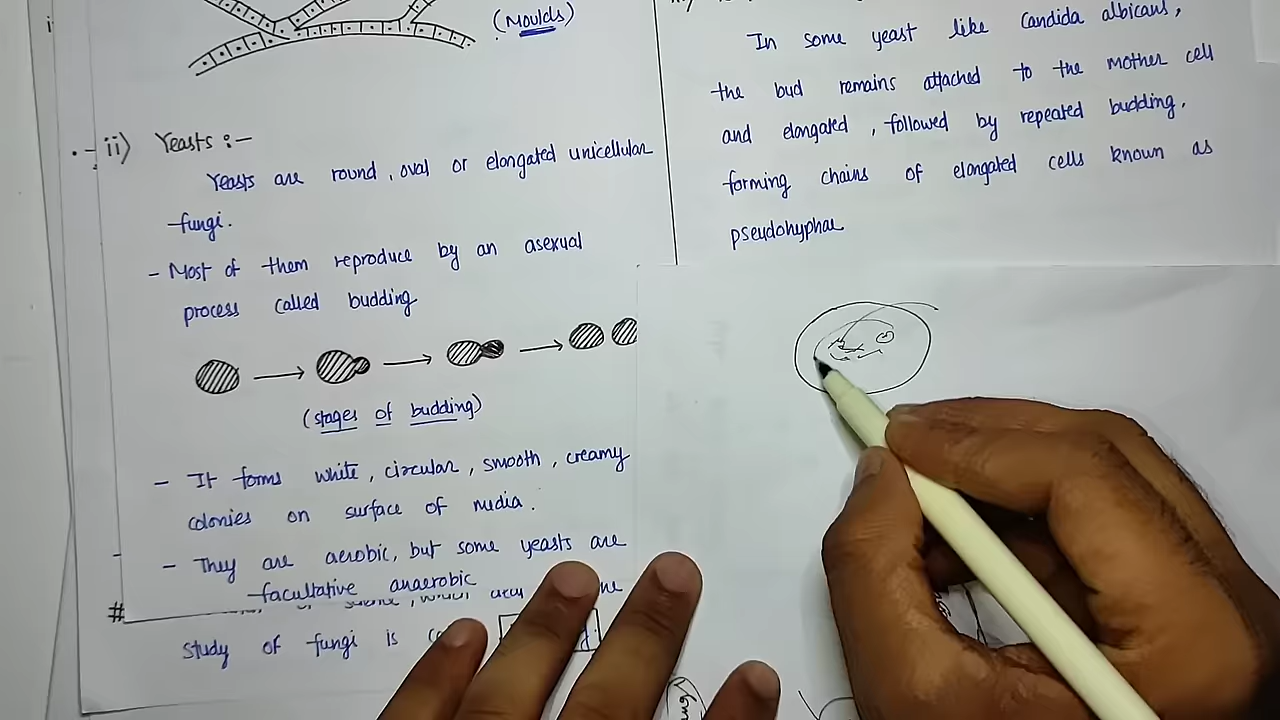 (Moulds)
ii) Yeasts :-
Yeasts are round, oval or elongated unicellular
fungi.
- Most of them reproduce by an asexual
process called budding
(stages of budding)
- It forms white, circular, smooth, creamy
colonies on surface of midia.
- They are aerobic, but some yeasts are
facultative anaerobic
#
study of fungi is
In some yeast like Candida albicans,
the bud remains attached to the mother cell
and elongated, followed by repeated budding.
forming chains of elongated cells known as
pseudohyphae